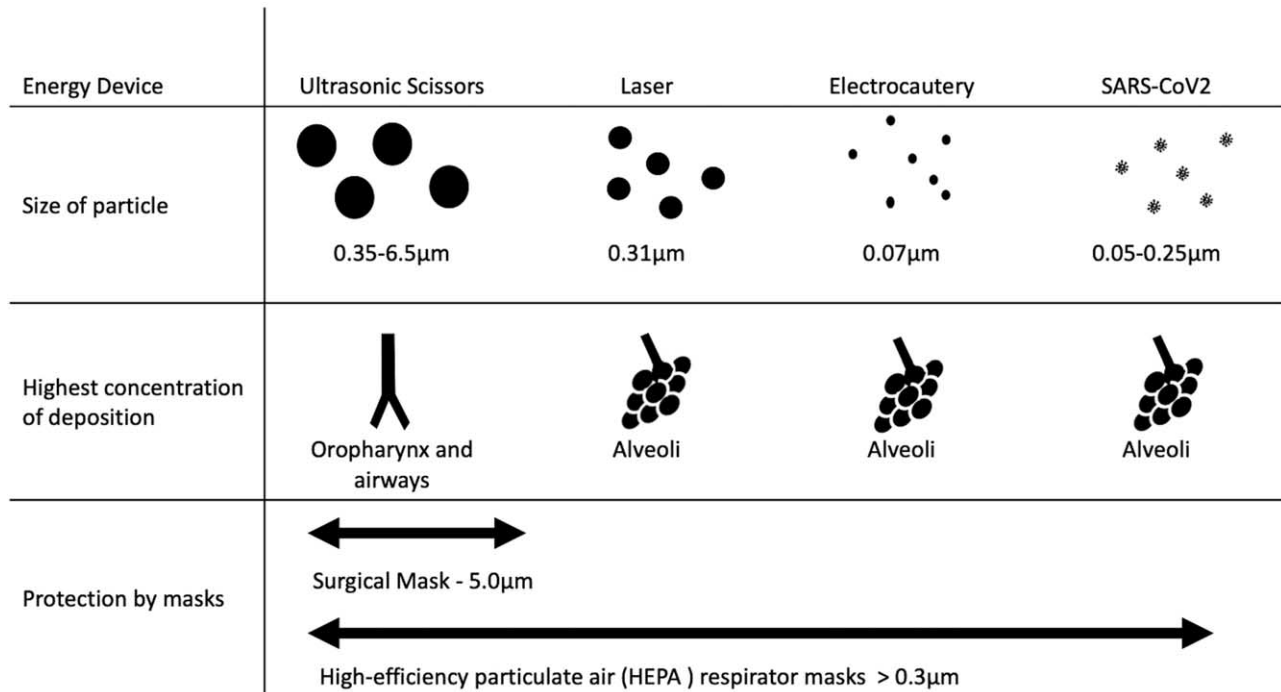 Energy Device
Ultrasonic Scissors
Laser
Electrocautery
SARS-CoV2
Size of particle
0.35-6.5µm
0.31µm
0.07µm
0.05-0.25µm
Highest concentration
of deposition
Oropharynx and
airways
Alveoli
Alveoli
Alveoli
Protection by masks
Surgical Mask - 5.0µm
High-efficiency particulate air (HEPA ) respirator masks > 0.3µm